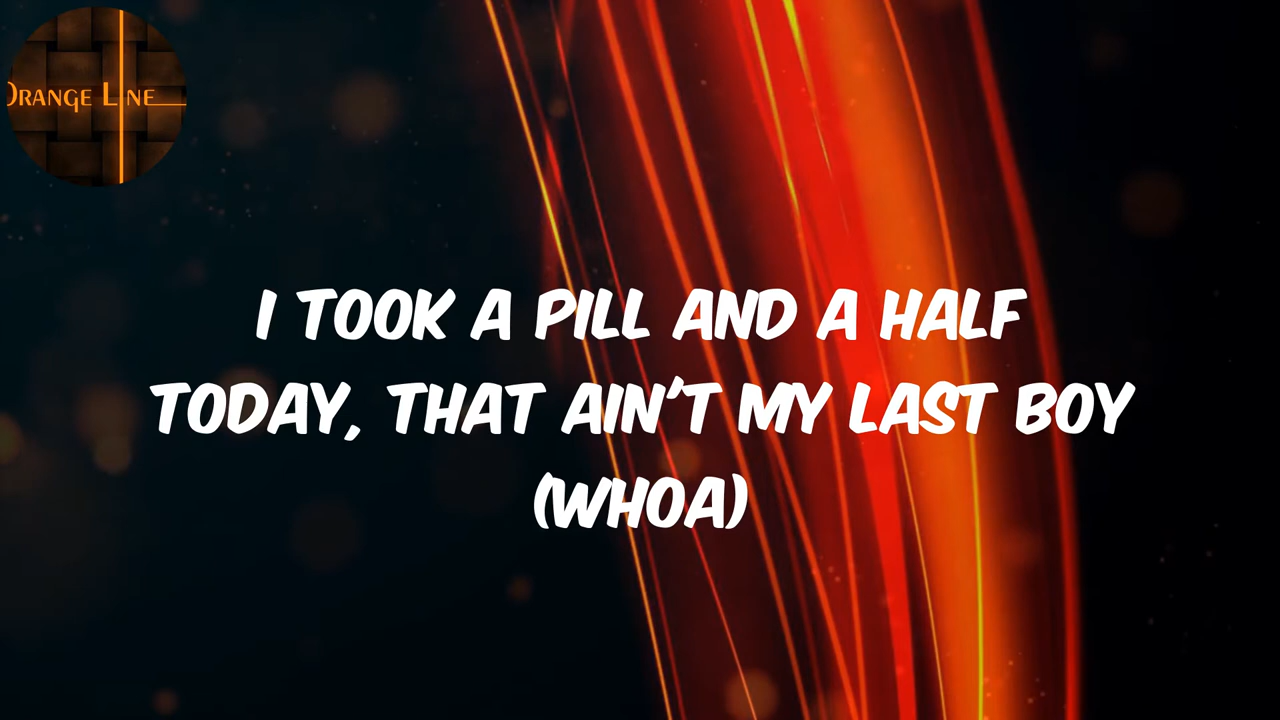 ORANGE LINE
I TOOK A PILL AND A HALF
TODAY, THAT AIN'T MY LAST BOY
(WHOA)